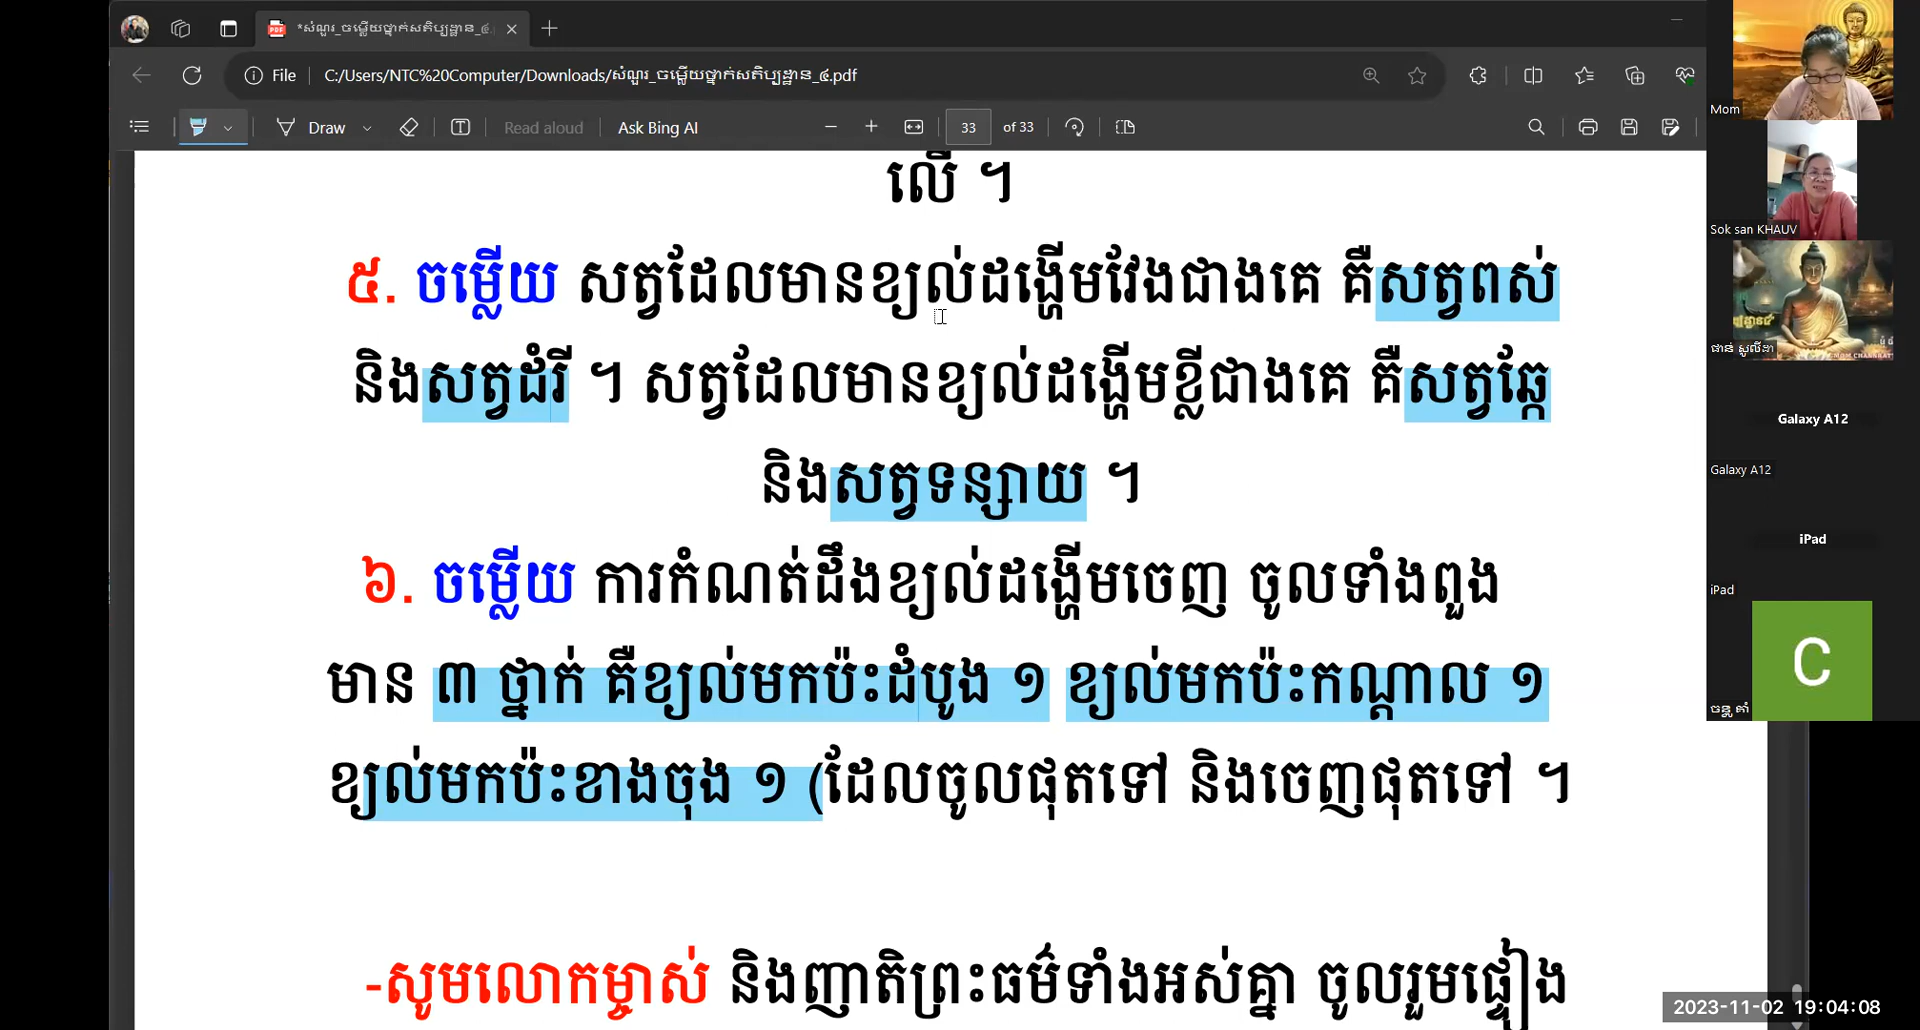 *សំណួរ_ចម្លើយថ្នាក់សតិប្បដ្ឋាន_៤.
File C:/Users/NTC%20Computer/Downloads/សំណួរ_ចម្លើយថ្នាក់សតិប្បដ្ឋាន_៤.pdf
Draw Read aloud Ask Bing AI 33 of 33
លើ ។
៥. ចម្លើយ សត្វដែលមានខ្យល់ដង្ហើមវែងជាងគេ គឺសត្វពស់
និងសត្វដំរី ។ សត្វដែលមានខ្យល់ដង្ហើមខ្លីជាងគេ គឺសត្វឆ្កែ
និងសត្វទន្សាយ ។
៦. ចម្លើយ ការកំណត់ដឹងខ្យល់ដង្ហើមចេញ ចូលទាំងពួង
មាន ៣ ថ្នាក់ គឺខ្យល់មកប៉ះដំបូង ១ ខ្យល់មកប៉ះកណ្តាល ១
ខ្យល់មកប៉ះខាងចុង ១ (ដែលចូលផុតទៅ និងចេញផុតទៅ ។
-សូមលោកម្ចាស់ និងញាតិព្រះធម៌ទាំងអស់គ្នា ចូលរួមផ្ទៀង
Mom
Sok san KHAUV
ផាន់ សូលីនា
Galaxy A12
Galaxy A12
iPad
iPad
C
ចន្ទូ តាំ
2023-11-02 19:04:08